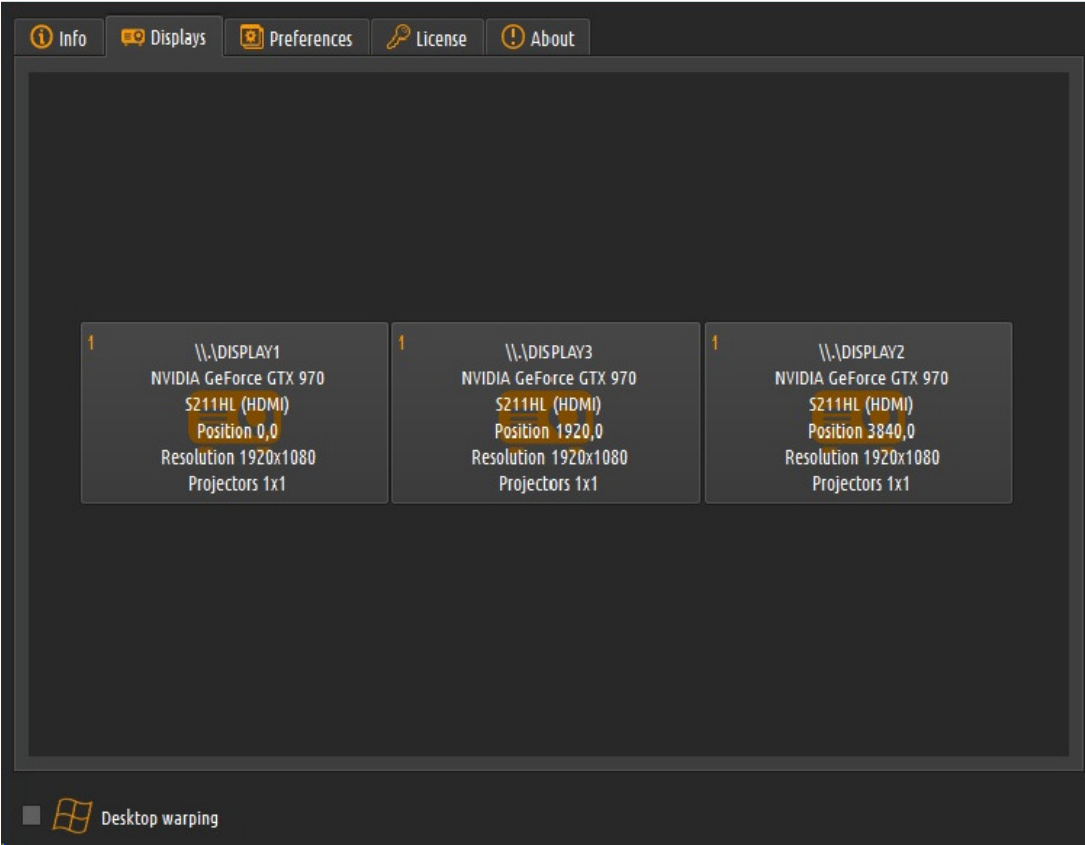 Info Displays Preferences License About
1
\\.\DISPLAY1
NVIDIA GeForce GTX 970
S211HL (HDMI)
Position 0,0
Resolution 1920x1080
Projectors 1x1
1
\\.\DISPLAY3
NVIDIA GeForce GTX 970
S211HL (HDMI)
Position 1920,0
Resolution 1920x1080
Projectors 1x1
1
\\.\DISPLAY2
NVIDIA GeForce GTX 970
S211HL (HDMI)
Position 3840,0
Resolution 1920x1080
Projectors 1x1
Desktop warping